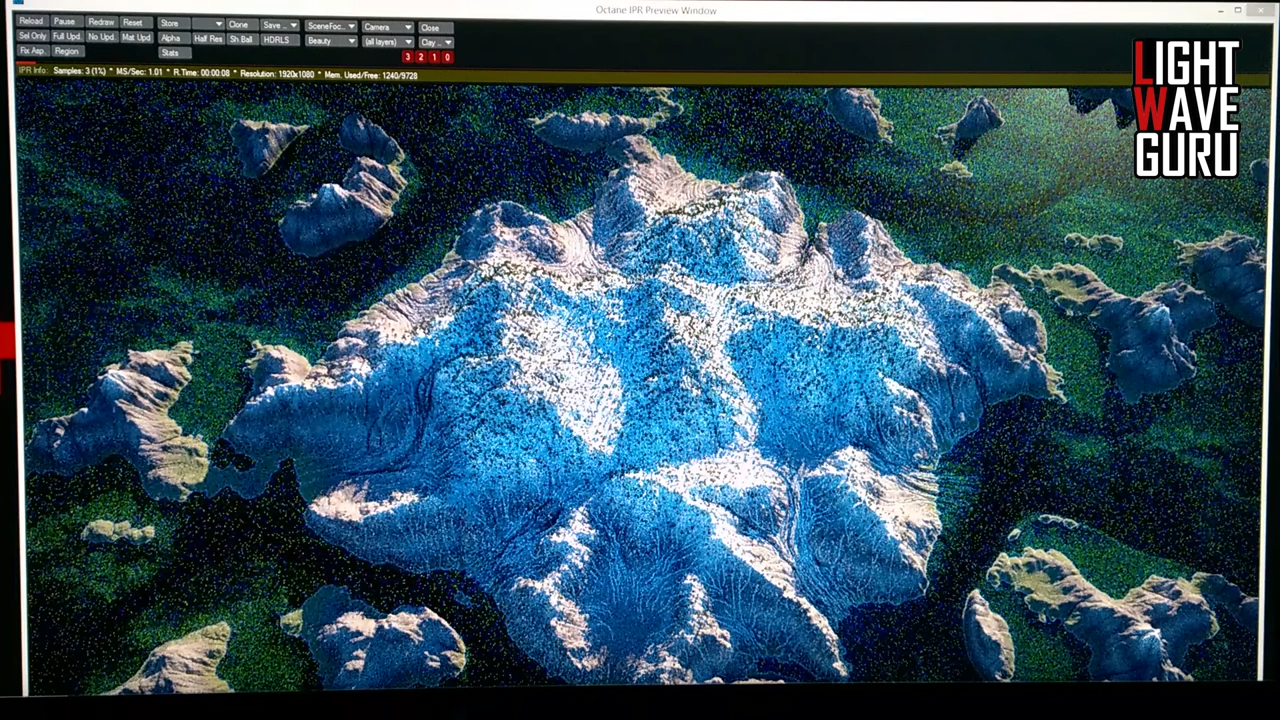 Octane IPR Preview Window
Reload Pause Redraw Reset Store Clone Save .. SceneFoc.. Camera Close
Sel Only Full Upd. No Upd. Mat Upd Alpha Half Res Sh.Ball HDRLS Beauty (all layers) Clay ..
Fix Asp. Region Stats
3 2 1 0
IPR Info: Samples: 3 (1%) * MS/Sec: 1.01 * R.Time: 00:00:08 * Resolution: 1920x1080 * Mem. Used/Free: 1240/9728
LIGHT
WAVE
GURU